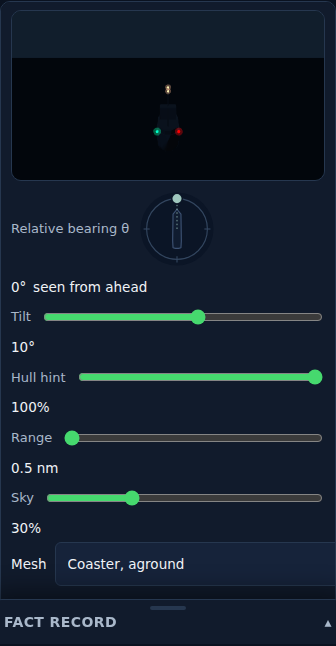 Relative bearing θ
0° seen from ahead
Tilt
10°
Hull hint
100%
Range
0.5 nm
Sky
30%
Mesh Coaster, aground
FACT RECORD ▲